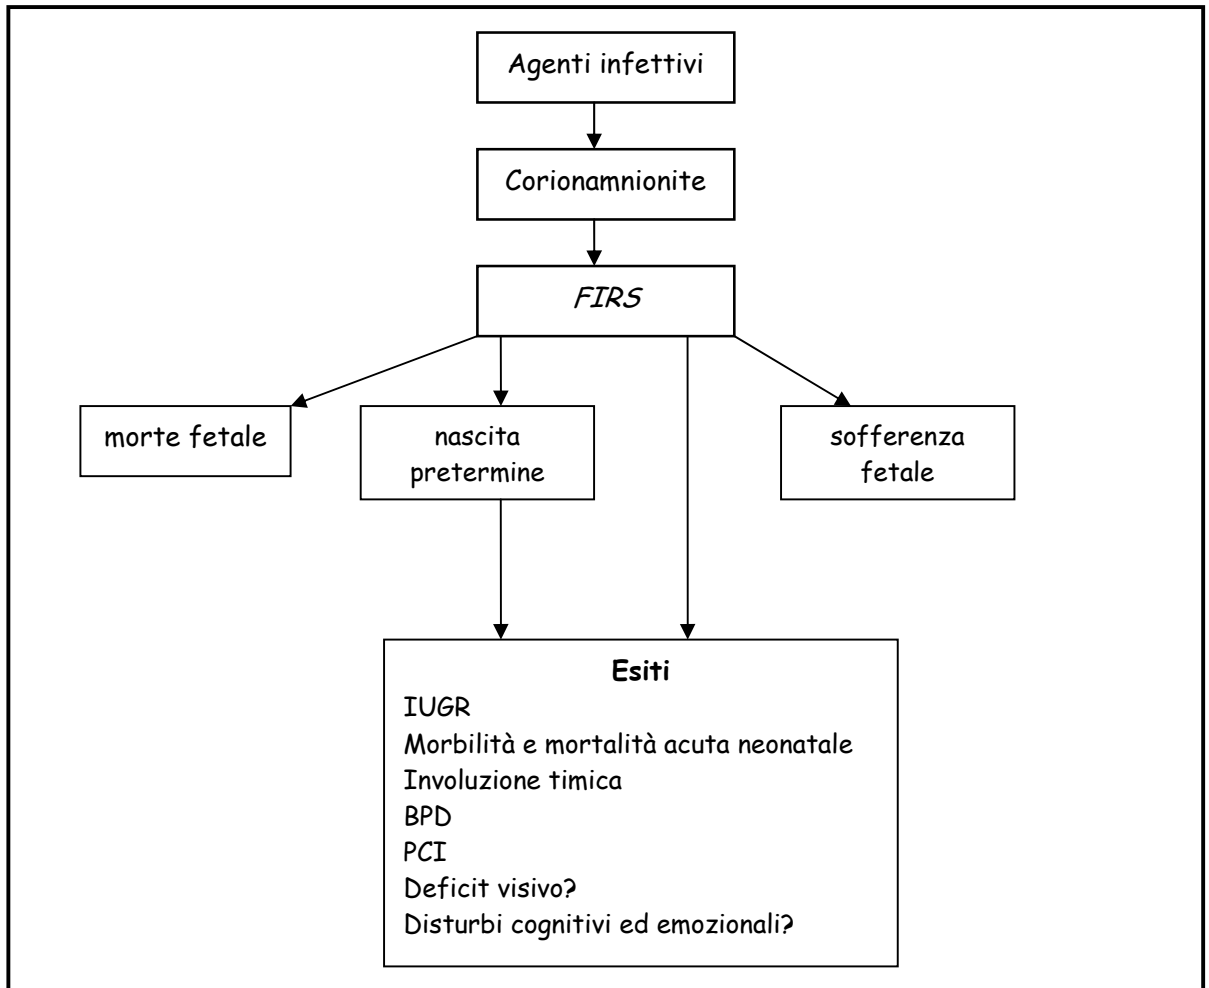 Agenti infettivi
Corionamnionite
FIRS
morte fetale
nascita
pretermine
sofferenza
fetale
Esiti
IUGR
Morbilità e mortalità acuta neonatale
Involuzione timica
BPD
PCI
Deficit visivo?
Disturbi cognitivi ed emozionali?